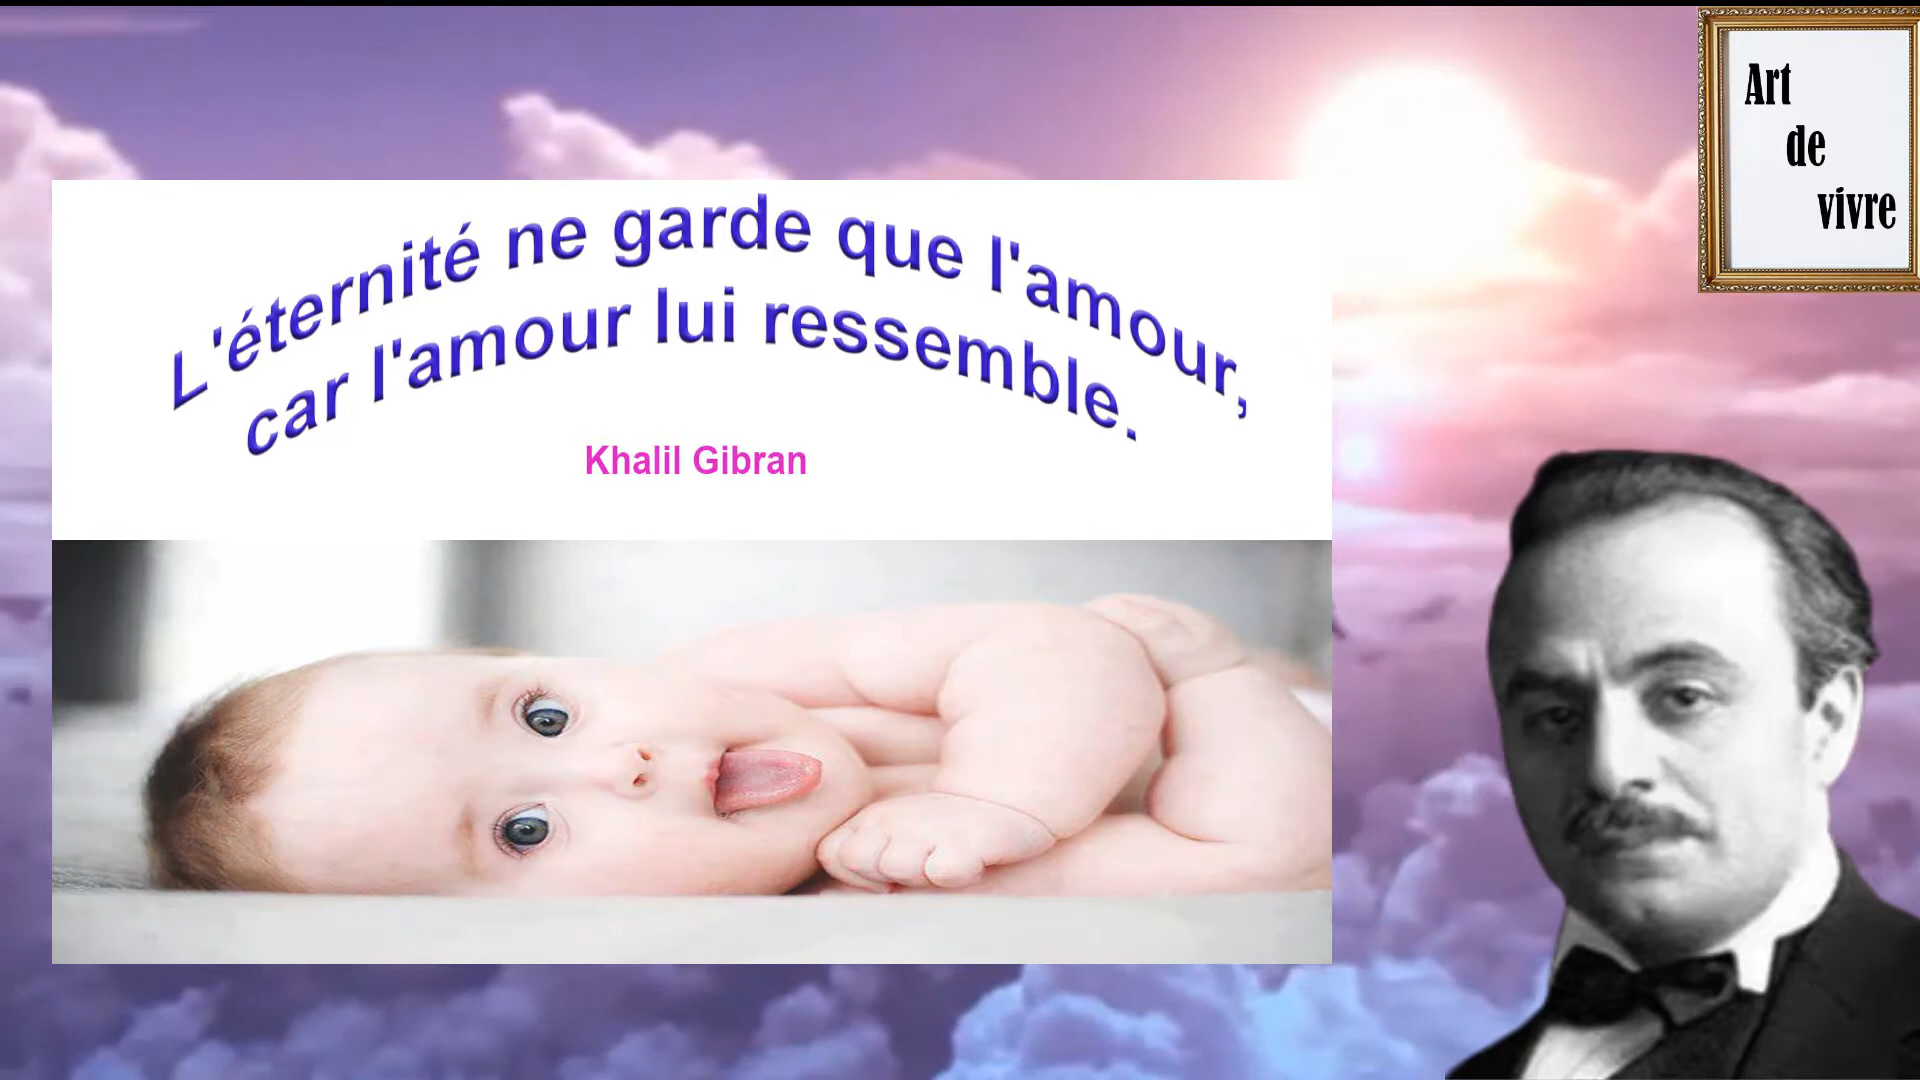 L'éternité ne garde que l'amour,
car l'amour lui ressemble.
Khalil Gibran
Art
de
vivre